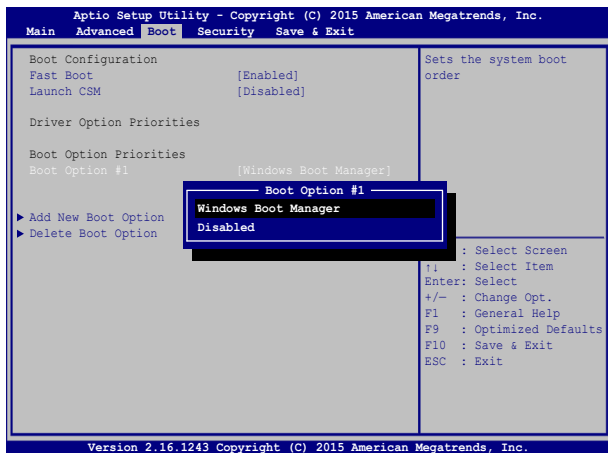 Aptio Setup Utility - Copyright (C) 2015 American Megatrends, Inc.
Main Advanced Boot Security Save & Exit
Boot Configuration
Fast Boot [Enabled]
Launch CSM [Disabled]
Driver Option Priorities
Boot Option Priorities
Boot Option #1 [Windows Boot Manager]
Add New Boot Option
Delete Boot Option
Boot Option #1
Windows Boot Manager
Disabled
Sets the system boot
order
: Select Screen
↑↓ : Select Item
Enter: Select
+/— : Change Opt.
F1 : General Help
F9 : Optimized Defaults
F10 : Save & Exit
ESC : Exit
Version 2.16.1243 Copyright (C) 2015 American Megatrends, Inc.